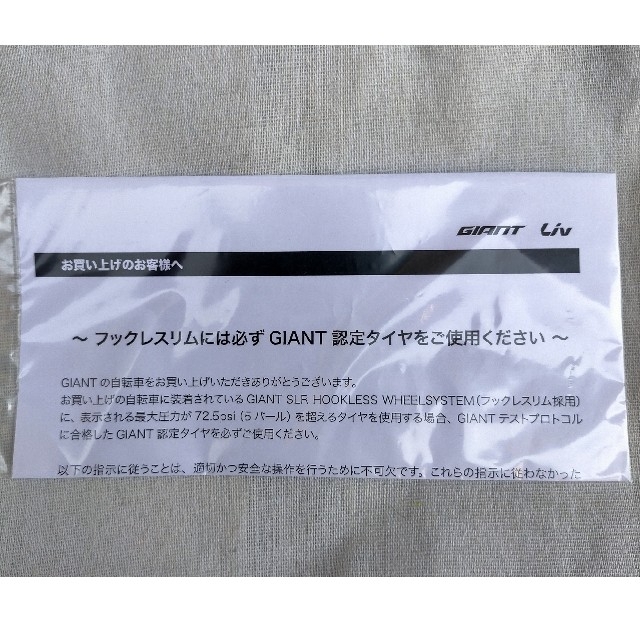 GIANT Liv
お買い上げのお客様へ
～ フックレスリムには必ず GIANT 認定タイヤをご使用ください ～
GIANTの自転車をお買い上げいただきありがとうございます。
お買い上げの自転車に装着されているGIANT SLR HOOKLESS WHEELSYSTEM(フックレスリム採用)
に、表示される最大圧力が 72.5psi (5 バール) を超えるタイヤを使用する場合、GIANT テストプロトコル
に合格した GIANT 認定タイヤを必ずご使用ください。
以下の指示に従うことは、適切かつ安全な操作を行うために不可欠です。これらの指示に従わなかった